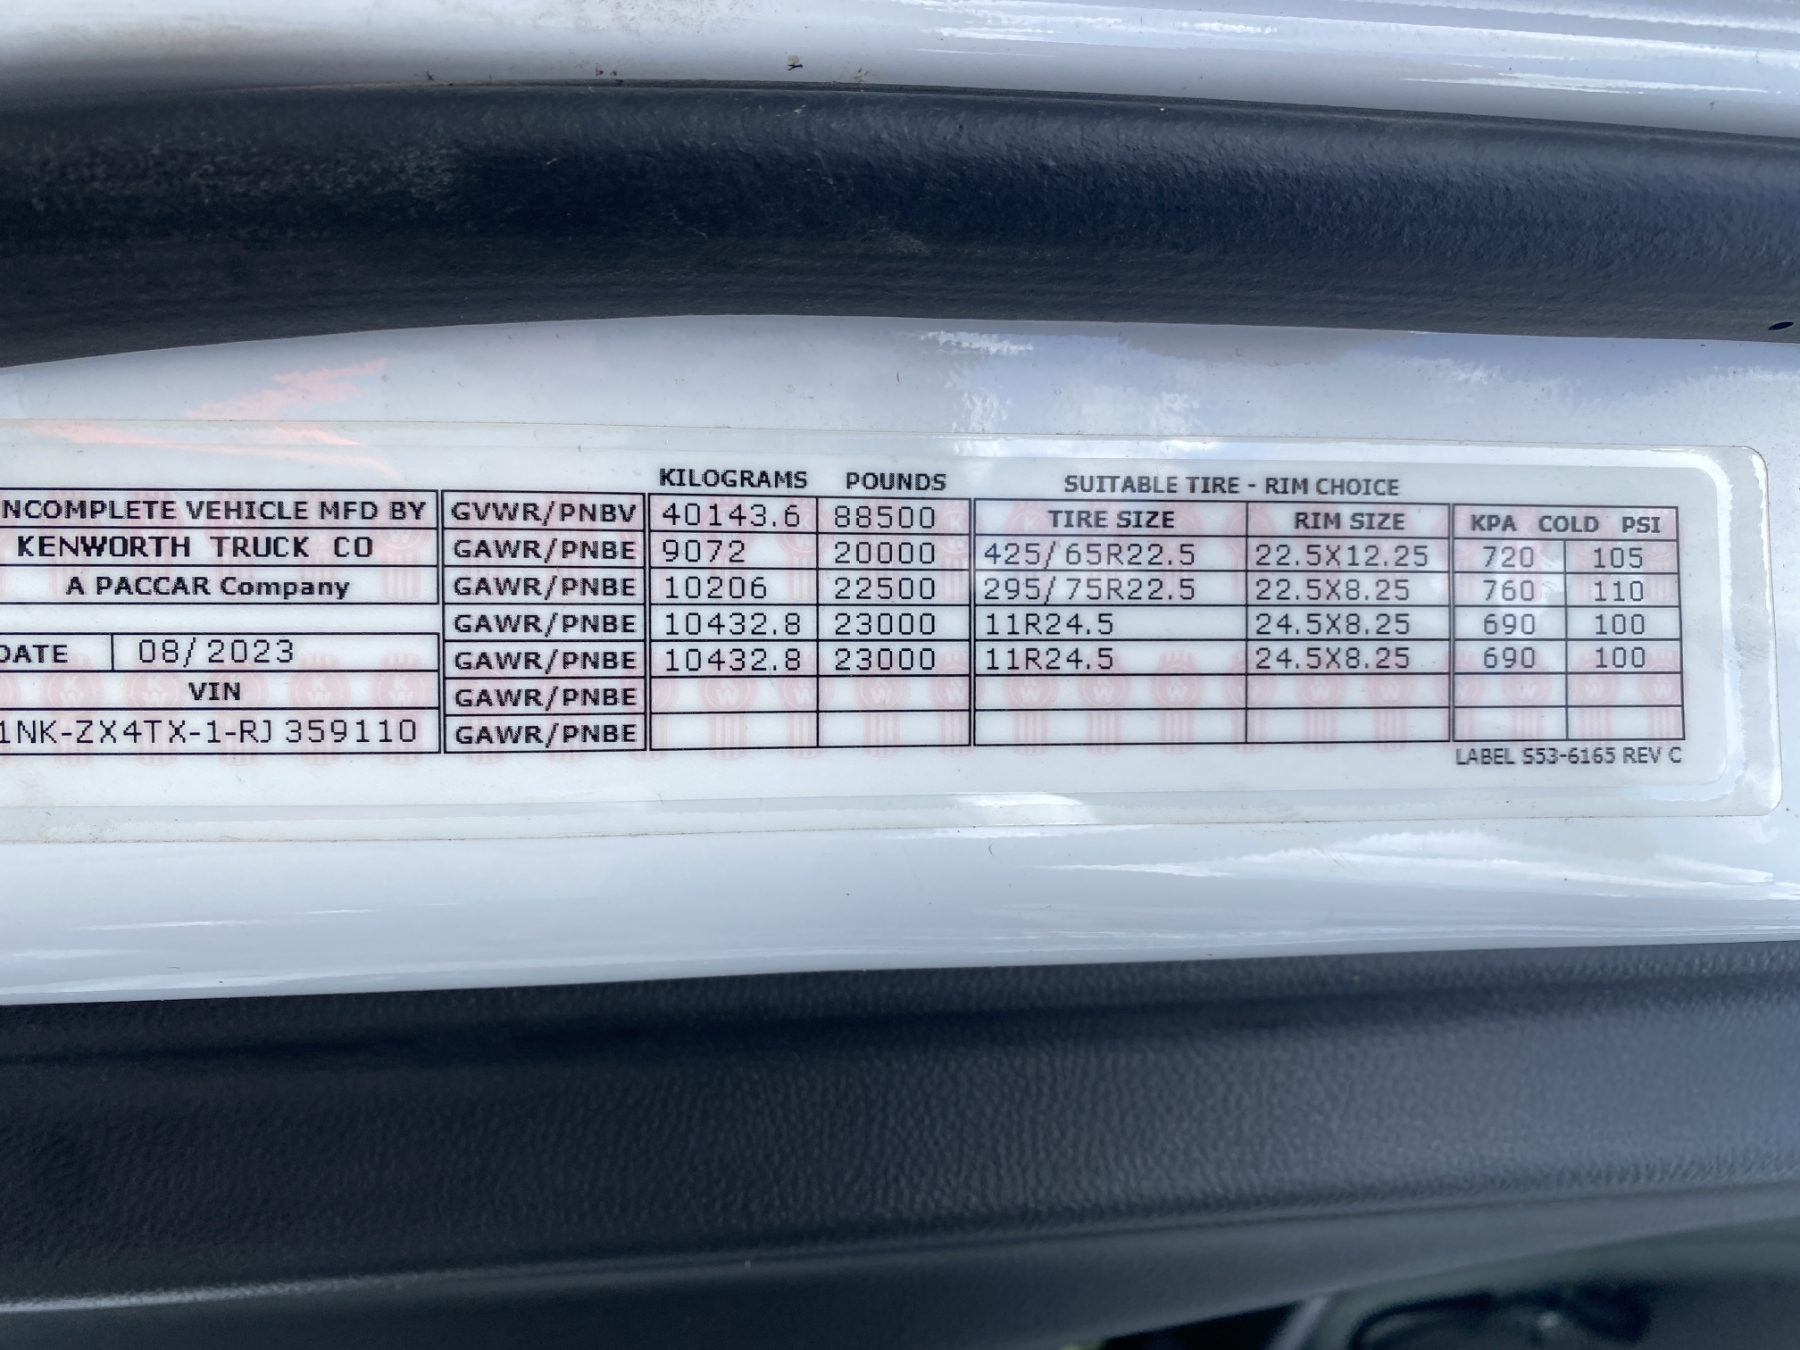 KILOGRAMS POUNDS SUITABLE TIRE - RIM CHOICE
NCOMPLETE VEHICLE MFD BY GVWR/PNBV 40143.6 88500 TIRE SIZE RIM SIZE KPA COLD PSI
KENWORTH TRUCK CO GAWR/PNBE 9072 20000 425/65R22.5 22.5X12.25 720 105
A PACCAR Company GAWR/PNBE 10206 22500 295/75R22.5 22.5X8.25 760 110
GAWR/PNBE 10432.8 23000 11R24.5 24.5X8.25 690 100
DATE 08/2023 GAWR/PNBE 10432.8 23000 11R24.5 24.5X8.25 690 100
VIN GAWR/PNBE
1NK-ZX4TX-1-RJ359110 GAWR/PNBE
LABEL S53-6165 REV C